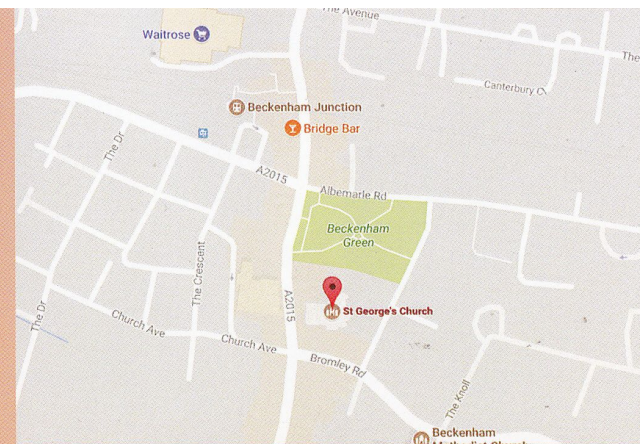 The Avenue
Waitrose
The
Canterbury
Beckenham Junction
Bridge Bar
The Dr
A2015
Albemarle Rd
Beckenham
Green
The Crescent
A2015
St George's Church
The Dr
Church Ave
Church Ave
Bromley Rd
The Knoll
Beckenham
Methodist Church